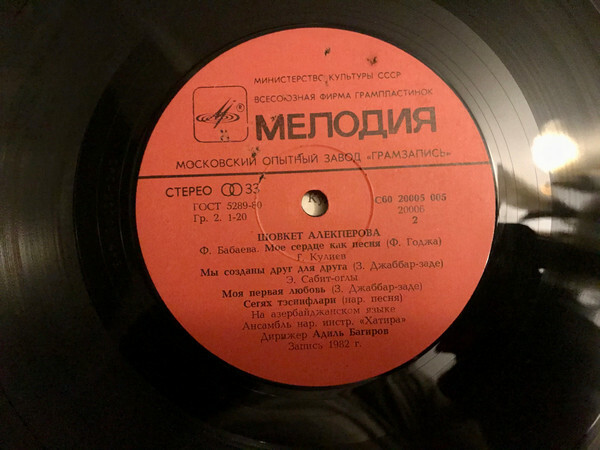 МИНИСТЕРСТВО КУЛЬТУРЫ СССР
ВСЕСОЮЗНАЯ ФИРМА ГРАМПЛАСТИНОК
МЕЛОДИЯ
МОСКОВСКИЙ ОПЫТНЫЙ ЗАВОД «ГРАМЗАПИСЬ»
СТЕРЕО 33
ГОСТ 5289-80
Гр. 2. 1-20
С60 20005 005
20006
2
ШОВКЕТ АЛЕКПЕРОВА
Ф. Бабаева. Мое сердце как песня (Ф. Годжа)
Г. Кулиев
Мы созданы друг для друга (З. Джаббар-заде)
Э. Сабит-оглы
Моя первая любовь (З. Джаббар-заде)
Сегях тэснифлари (нар. песня)
На азербайджанском языке
Ансамбль нар. инстр. «Хатира»
Дирижер Адиль Багиров
Запись 1982 г.